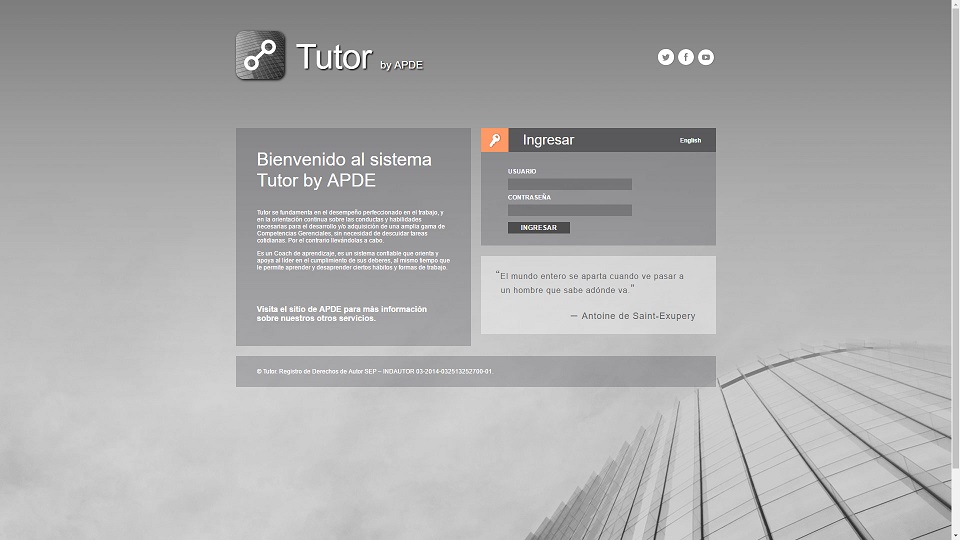 Tutor by APDE
Bienvenido al sistema
Tutor by APDE
Tutor se fundamenta en el desempeño perfeccionado en el trabajo, y
en la orientación continua sobre las conductas y habilidades
necesarias para el desarrollo y/o adquisición de una amplia gama de
Competencias Gerenciales, sin necesidad de descuidar tareas
cotidianas. Por el contrario llevándolas a cabo.
Es un Coach de aprendizaje, es un sistema confiable que orienta y
apoya al líder en el cumplimiento de sus deberes, al mismo tiempo que
le permite aprender y desaprender ciertos hábitos y formas de trabajo.
Visita el sitio de APDE para más información
sobre nuestros otros servicios.
Ingresar
English
USUARIO
CONTRASEÑA
INGRESAR
“El mundo entero se aparta cuando ve pasar a
un hombre que sabe adónde va.”
— Antoine de Saint-Exupery
© Tutor. Registro de Derechos de Autor SEP – INDAUTOR 03-2014-032513252700-01.